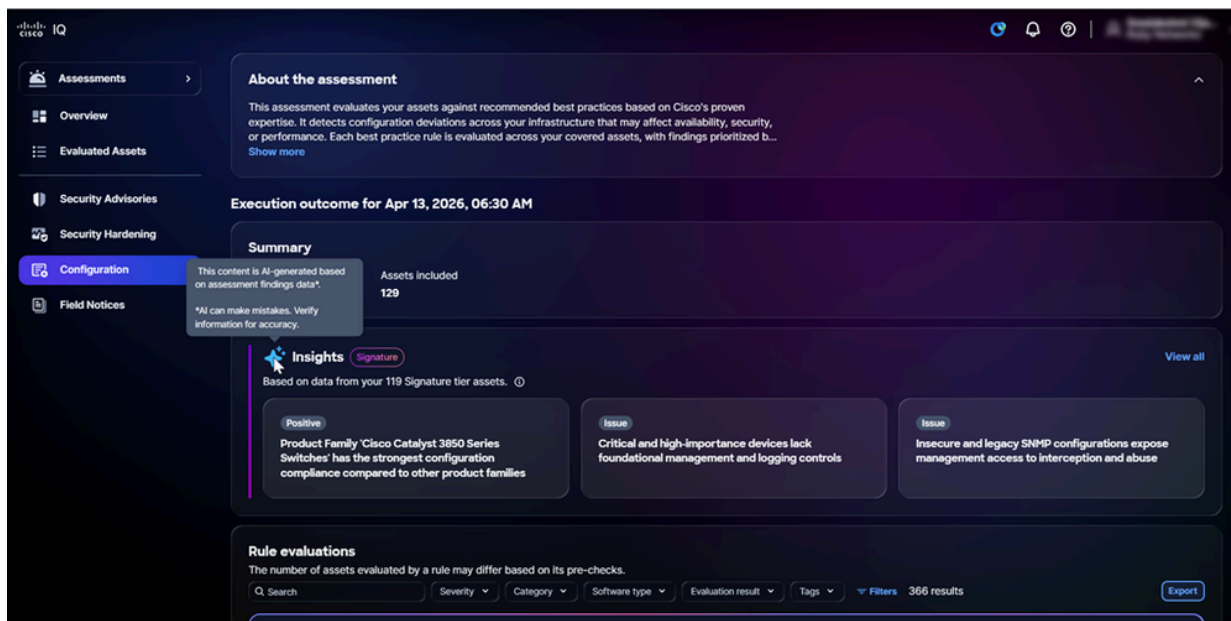 CISCO IQ
Assessments
Overview
Evaluated Assets
Security Advisories
Security Hardening
Configuration
Field Notices
About the assessment
This assessment evaluates your assets against recommended best practices based on Cisco's proven
expertise. It detects configuration deviations across your infrastructure that may affect availability, security,
or performance. Each best practice rule is evaluated across your covered assets, with findings prioritized b...
Show more
Execution outcome for Apr 13, 2026, 06:30 AM
Summary
Assets included
129
This content is AI-generated based
on assessment findings data*.
*AI can make mistakes. Verify
information for accuracy.
Insights Signature
View all
Based on data from your 119 Signature tier assets.
Positive
Product Family 'Cisco Catalyst 3850 Series
Switches' has the strongest configuration
compliance compared to other product families
Issue
Critical and high-importance devices lack
foundational management and logging controls
Issue
Insecure and legacy SNMP configurations expose
management access to interception and abuse
Rule evaluations
The number of assets evaluated by a rule may differ based on its pre-checks.
Search Severity Category Software type Evaluation result Tags Filters 366 results Export